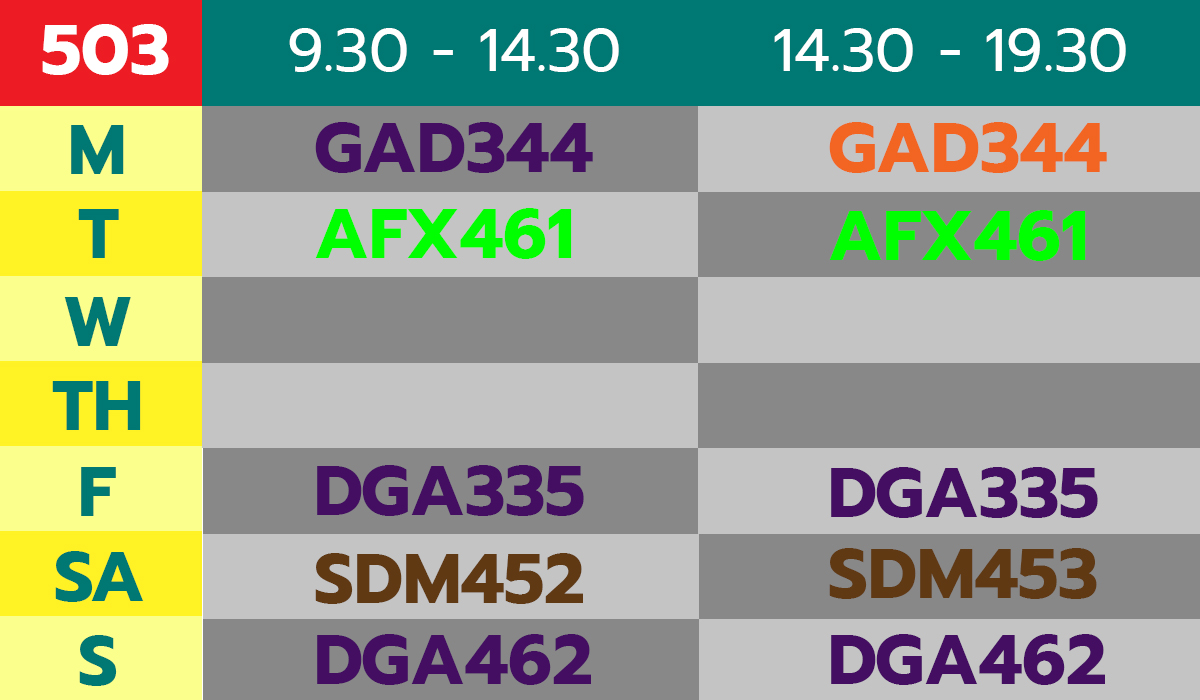 503 9.30 - 14.30 14.30 - 19.30
M GAD344 GAD344
T AFX461 AFX461
W
TH
F DGA335 DGA335
SA SDM452 SDM453
S DGA462 DGA462